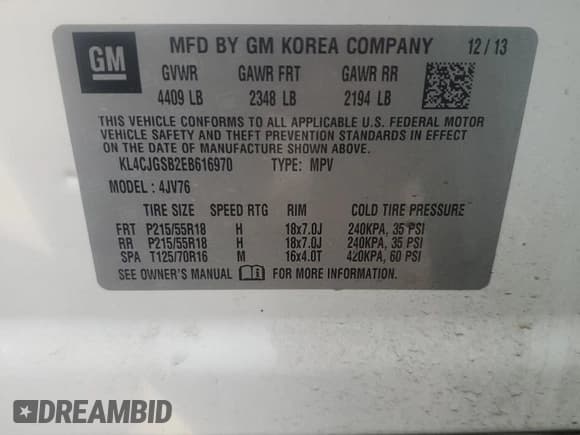 GM
MFD BY GM KOREA COMPANY 12/13
GVWR GAWR FRT GAWR RR
4409 LB 2348 LB 2194 LB
THIS VEHICLE CONFORMS TO ALL APPLICABLE U.S. FEDERAL MOTOR
VEHICLE SAFETY AND THEFT PREVENTION STANDARDS IN EFFECT
ON THE DATE OF MANUFACTURE SHOWN ABOVE.
KL4CJGSB2EB616970 TYPE: MPV
MODEL : 4JV76
TIRE SIZE SPEED RTG RIM COLD TIRE PRESSURE
FRT P215/55R18 H 18x7.0J 240KPA, 35 PSI
RR P215/55R18 H 18x7.0J 240KPA, 35 PSI
SPA T125/70R16 M 16x4.0T 420KPA, 60 PSI
SEE OWNER'S MANUAL FOR MORE INFORMATION.
DREAMBID